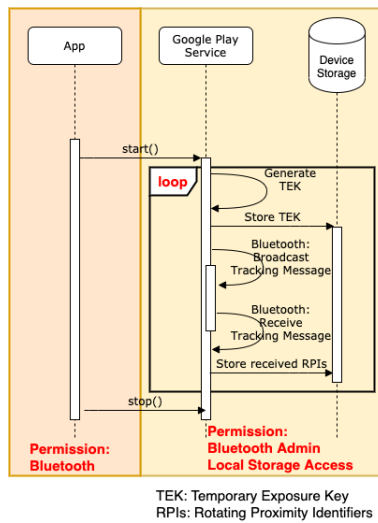 App
Google Play
Service
Device
Storage
start()
loop
Generate
TEK
Store TEK
Bluetooth:
Broadcast
Tracking Message
Bluetooth:
Receive
Tracking Message
Store received RPIs
stop()
Permission:
Bluetooth
Permission:
Bluetooth Admin
Local Storage Access
TEK: Temporary Exposure Key
RPIs: Rotating Proximity Identifiers